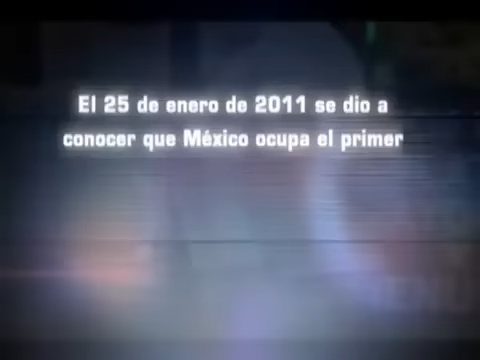 El 25 de enero de 2011 se dio a
conocer que México ocupa el primer